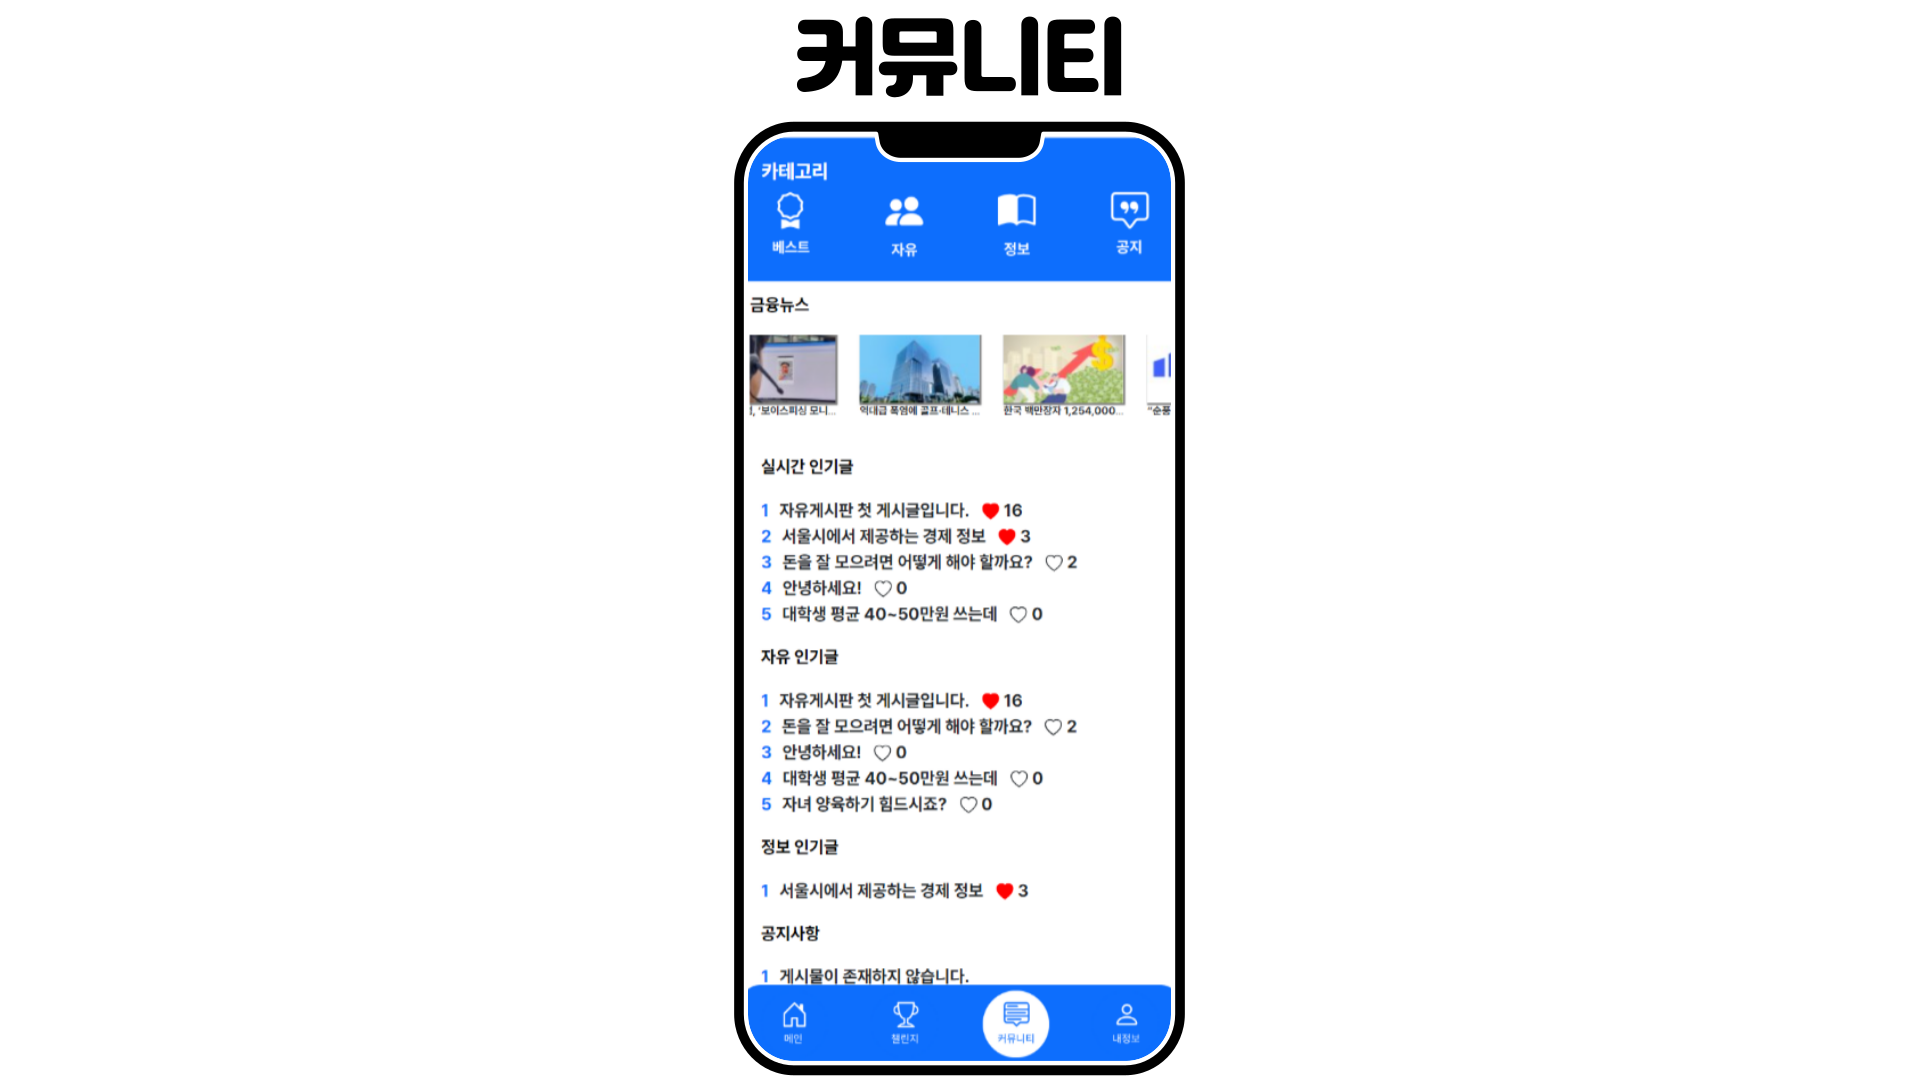 커뮤니티
카테고리
베스트 자유 정보 공지
금융뉴스
, '보이스피싱 모니... 역대급 폭염에 골프·테니스 ... 한국 백만장자 1,254,000... "순풍
실시간 인기글
1 자유게시판 첫 게시글입니다. 16
2 서울시에서 제공하는 경제 정보 3
3 돈을 잘 모으려면 어떻게 해야 할까요? 2
4 안녕하세요! 0
5 대학생 평균 40~50만원 쓰는데 0
자유 인기글
1 자유게시판 첫 게시글입니다. 16
2 돈을 잘 모으려면 어떻게 해야 할까요? 2
3 안녕하세요! 0
4 대학생 평균 40~50만원 쓰는데 0
5 자녀 양육하기 힘드시죠? 0
정보 인기글
1 서울시에서 제공하는 경제 정보 3
공지사항
1 게시물이 존재하지 않습니다.
메인 챌린지 커뮤니티 내정보